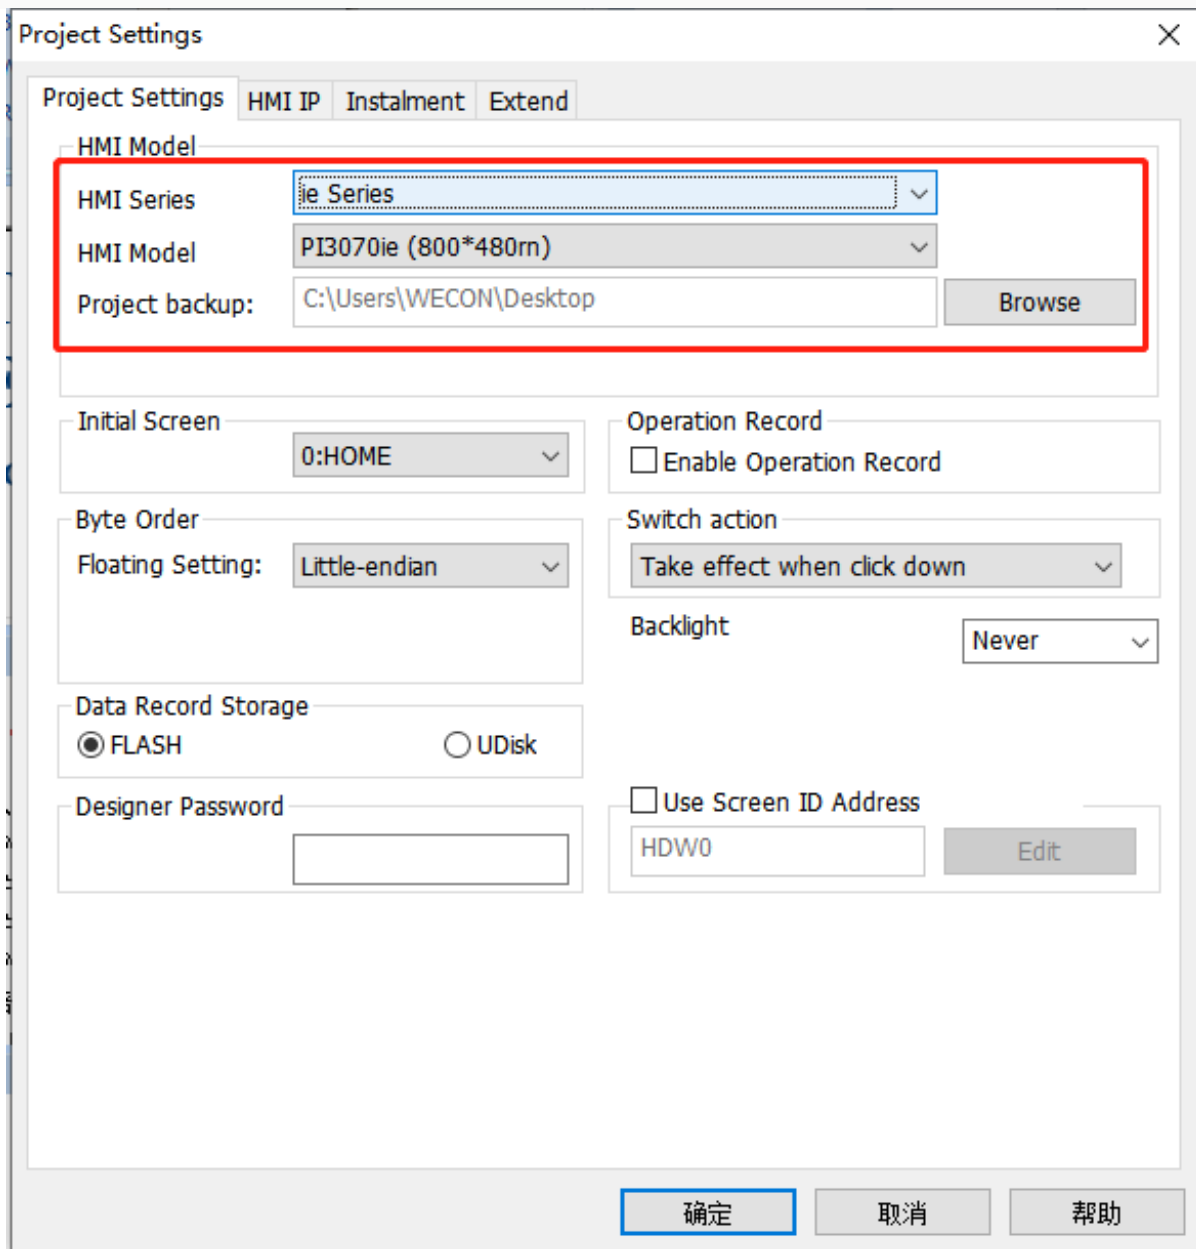 Project Settings
Project Settings HMI IP Instalment Extend
HMI Model
HMI Series ie Series
HMI Model PI3070ie (800*480rn)
Project backup: C:\Users\WECON\Desktop Browse
Initial Screen
0:HOME
Operation Record
Enable Operation Record
Byte Order
Floating Setting: Little-endian
Switch action
Take effect when click down
Backlight Never
Data Record Storage
FLASH UDisk
Designer Password
Use Screen ID Address
HDW0 Edit
确定 取消 帮助